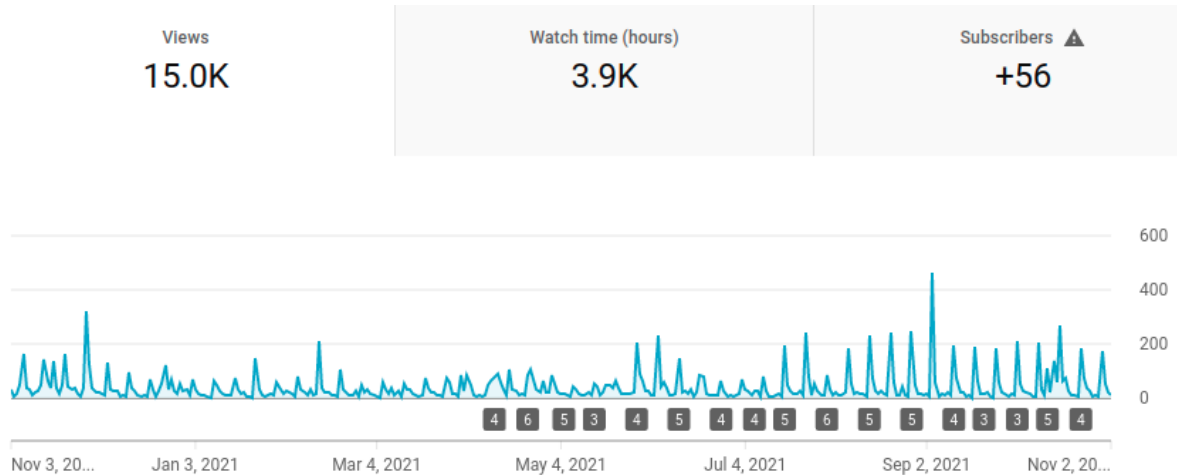 Views Watch time (hours) Subscribers
15.0K 3.9K +56
600
400
200
0
4 6 5 3 4 5 4 4 5 6 5 5 4 3 3 5 4
Nov 3, 20... Jan 3, 2021 Mar 4, 2021 May 4, 2021 Jul 4, 2021 Sep 2, 2021 Nov 2, 20...